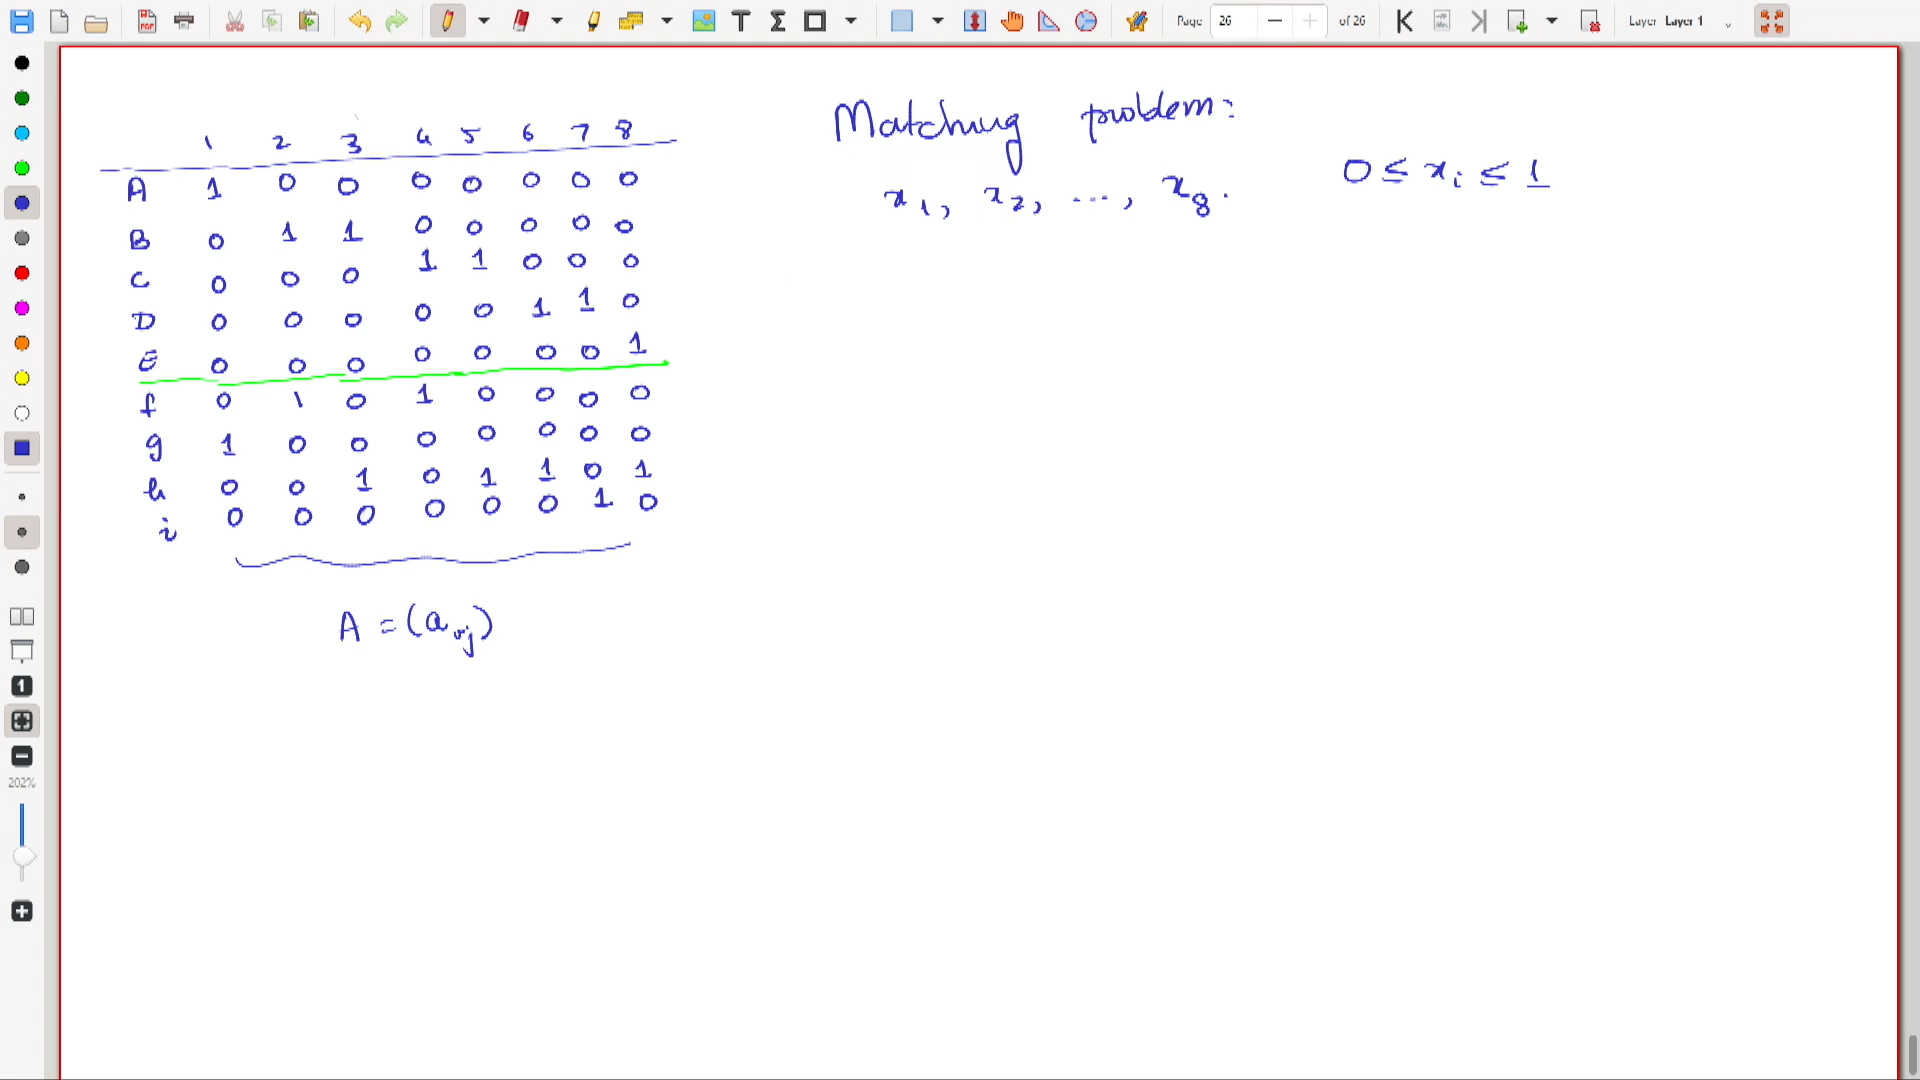 Page 26 of 26 Layer Layer 1
202%
1 2 3 4 5 6 7 8
A 1 0 0 0 0 0 0 0
B 0 1 1 0 0 0 0 0
C 0 0 0 1 1 0 0 0
D 0 0 0 0 0 1 1 0
E 0 0 0 0 0 0 0 1
f 0 1 0 1 0 0 0 0
g 1 0 0 0 0 0 0 0
h 0 0 1 0 1 1 0 1
i 0 0 0 0 0 0 1 0
A = (a_{vj})
Matching problem:
x_1, x_2, ..., x_8.
0 ≤ x_i ≤ 1